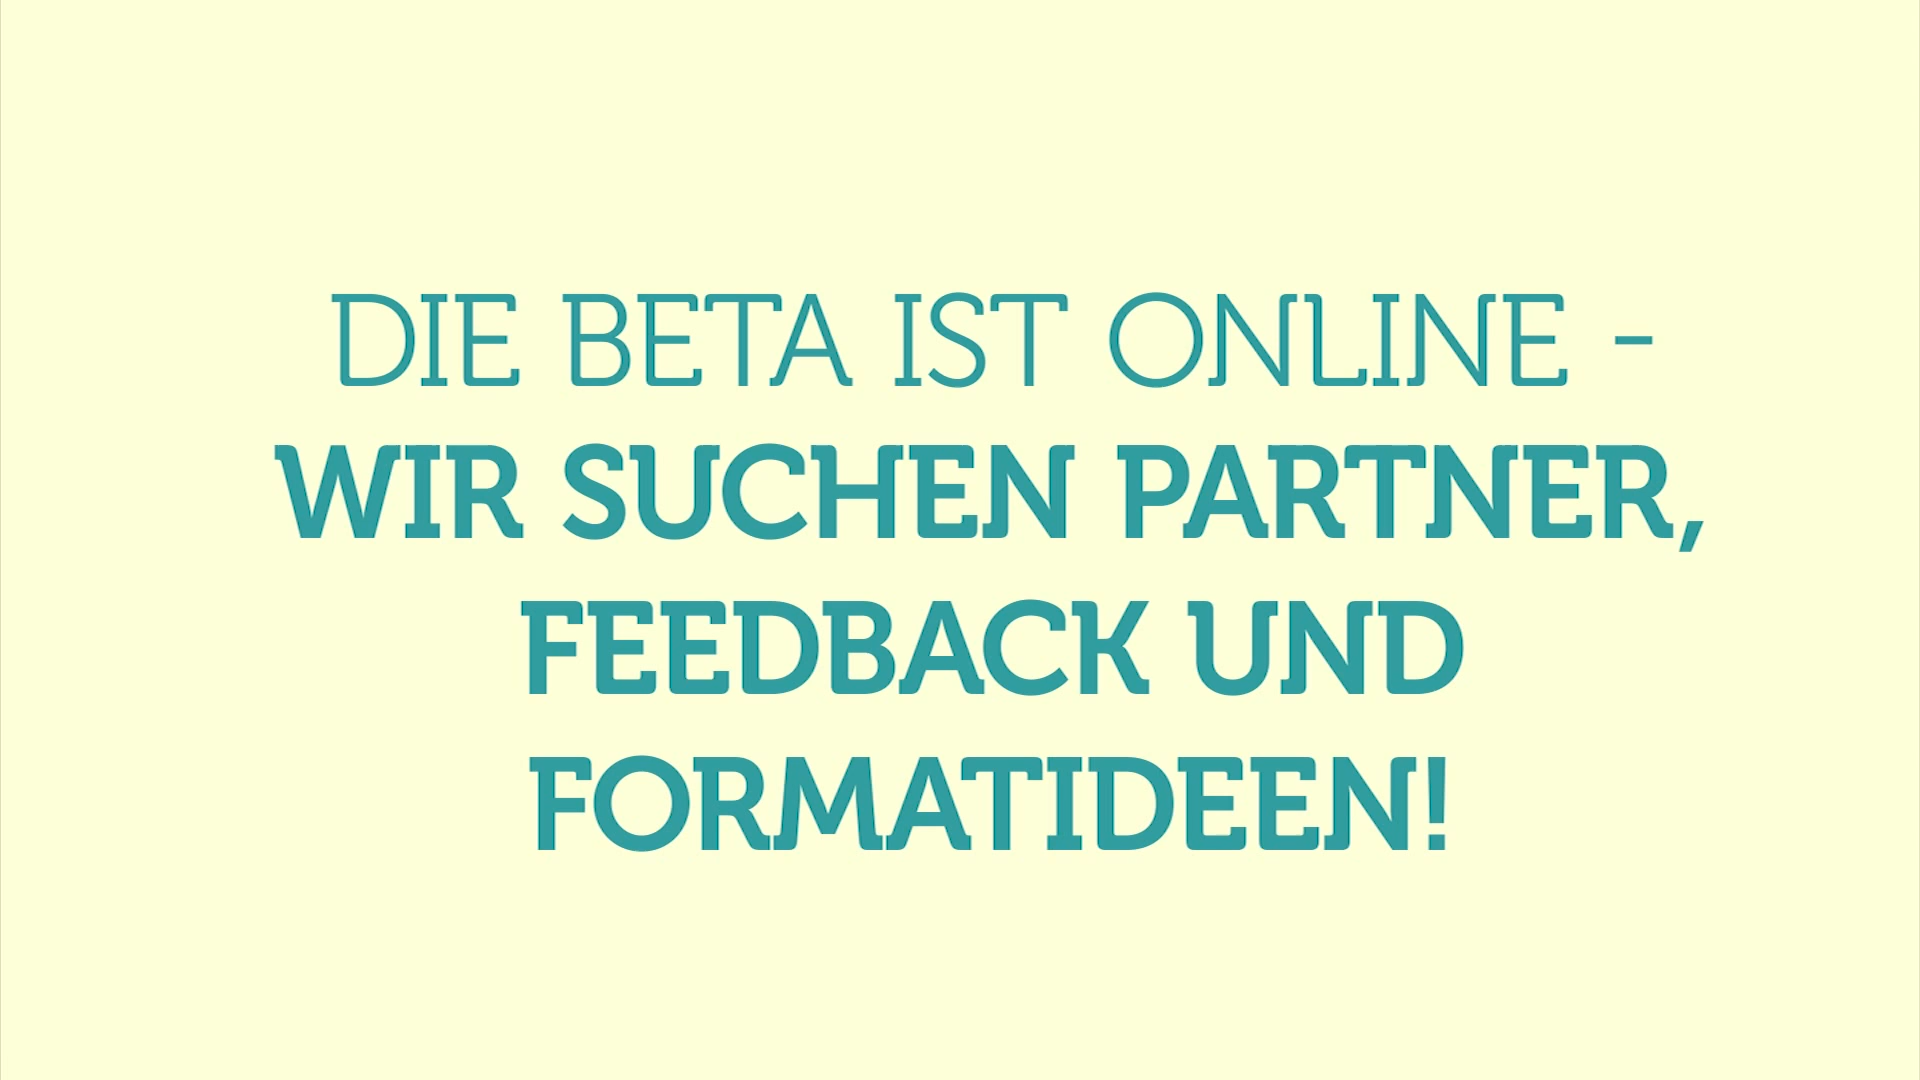 DIE BETA IST ONLINE -
WIR SUCHEN PARTNER,
FEEDBACK UND
FORMATIDEEN!